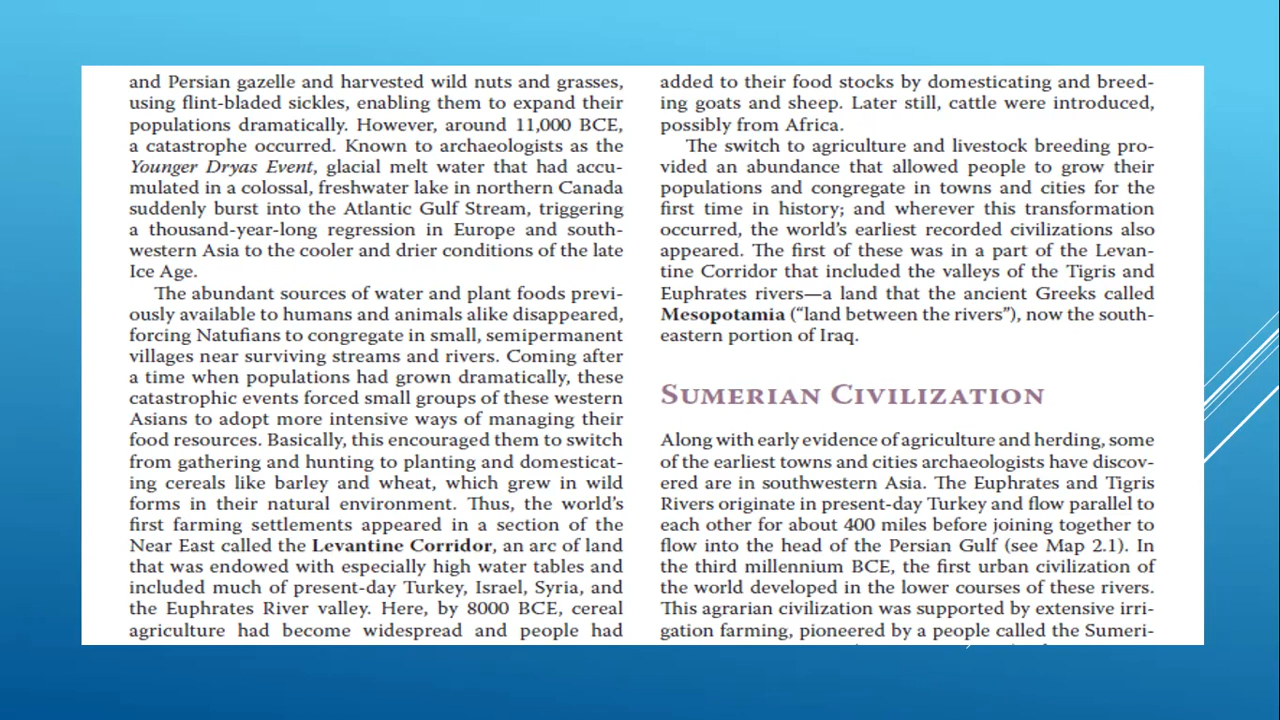 and Persian gazelle and harvested wild nuts and grasses,
using flint-bladed sickles, enabling them to expand their
populations dramatically. However, around 11,000 BCE,
a catastrophe occurred. Known to archaeologists as the
Younger Dryas Event, glacial melt water that had accu-
mulated in a colossal, freshwater lake in northern Canada
suddenly burst into the Atlantic Gulf Stream, triggering
a thousand-year-long regression in Europe and south-
western Asia to the cooler and drier conditions of the late
Ice Age.
The abundant sources of water and plant foods previ-
ously available to humans and animals alike disappeared,
forcing Natufians to congregate in small, semipermanent
villages near surviving streams and rivers. Coming after
a time when populations had grown dramatically, these
catastrophic events forced small groups of these western
Asians to adopt more intensive ways of managing their
food resources. Basically, this encouraged them to switch
from gathering and hunting to planting and domesticat-
ing cereals like barley and wheat, which grew in wild
forms in their natural environment. Thus, the world's
first farming settlements appeared in a section of the
Near East called the Levantine Corridor, an arc of land
that was endowed with especially high water tables and
included much of present-day Turkey, Israel, Syria, and
the Euphrates River valley. Here, by 8000 BCE, cereal
agriculture had become widespread and people had
added to their food stocks by domesticating and breed-
ing goats and sheep. Later still, cattle were introduced,
possibly from Africa.
The switch to agriculture and livestock breeding pro-
vided an abundance that allowed people to grow their
populations and congregate in towns and cities for the
first time in history; and wherever this transformation
occurred, the world's earliest recorded civilizations also
appeared. The first of these was in a part of the Levan-
tine Corridor that included the valleys of the Tigris and
Euphrates rivers—a land that the ancient Greeks called
Mesopotamia ("land between the rivers"), now the south-
eastern portion of Iraq.
SUMERIAN CIVILIZATION
Along with early evidence of agriculture and herding, some
of the earliest towns and cities archaeologists have discov-
ered are in southwestern Asia. The Euphrates and Tigris
Rivers originate in present-day Turkey and flow parallel to
each other for about 400 miles before joining together to
flow into the head of the Persian Gulf (see Map 2.1). In
the third millennium BCE, the first urban civilization of
the world developed in the lower courses of these rivers.
This agrarian civilization was supported by extensive irri-
gation farming, pioneered by a people called the Sumeri-